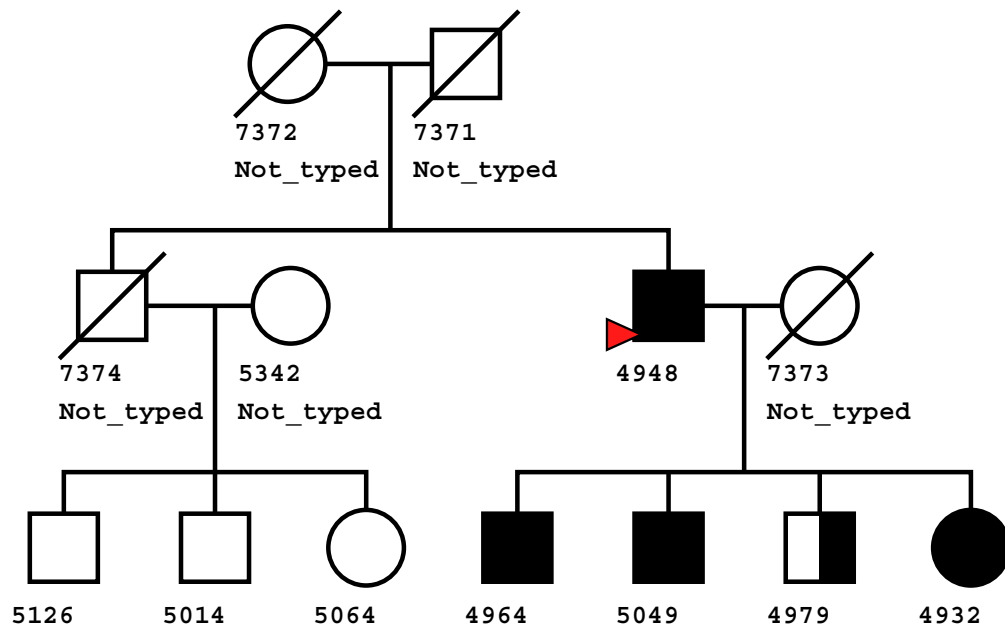 7372 7371
Not_typed Not_typed
7374 5342 4948 7373
Not_typed Not_typed Not_typed
5126 5014 5064 4964 5049 4979 4932